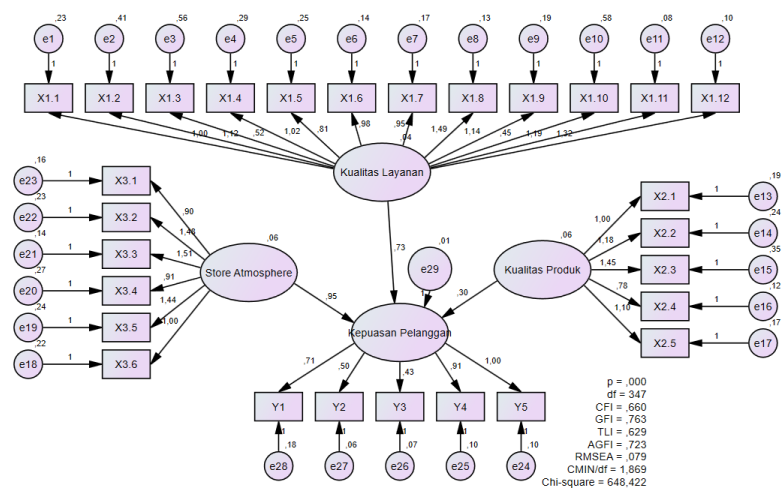 ,23 ,41 ,56 ,29 ,25 ,14 ,17 ,13 ,19 ,58 ,08 ,10
e1 e2 e3 e4 e5 e6 e7 e8 e9 e10 e11 e12
1 1 1 1 1 1 1 1 1 1 1 1
X1.1 X1.2 X1.3 X1.4 X1.5 X1.6 X1.7 X1.8 X1.9 X1.10 X1.11 X1.12
1,00 1,12 ,52 1,02 ,81 ,98 ,95 1,49 1,14 ,45 1,19 1,32
,04
Kualitas Layanan
,16
e23 1 X3.1
,23
e22 1 X3.2
,14
e21 1 X3.3
,27
e20 1 X3.4
,24
e19 1 X3.5
,22
e18 1 X3.6
,90
1,48
1,51
,91
1,44
1,00
,06
Store Atmosphere
,95
,73
,01
e29
1
,30
,06
Kualitas Produk
1,00
1,18
1,45
,78
1,10
,19
X2.1 1 e13
,24
X2.2 1 e14
,35
X2.3 1 e15
,12
X2.4 1 e16
,17
X2.5 1 e17
Kepuasan Pelanggan
,71 ,50 ,43 ,91 1,00
Y1 Y2 Y3 Y4 Y5
1 1 1 1 1
,18 ,06 ,07 ,10 ,10
e28 e27 e26 e25 e24
p = ,000
df = 347
CFI = ,660
GFI = ,763
TLI = ,629
AGFI = ,723
RMSEA = ,079
CMIN/df = 1,869
Chi-square = 648,422